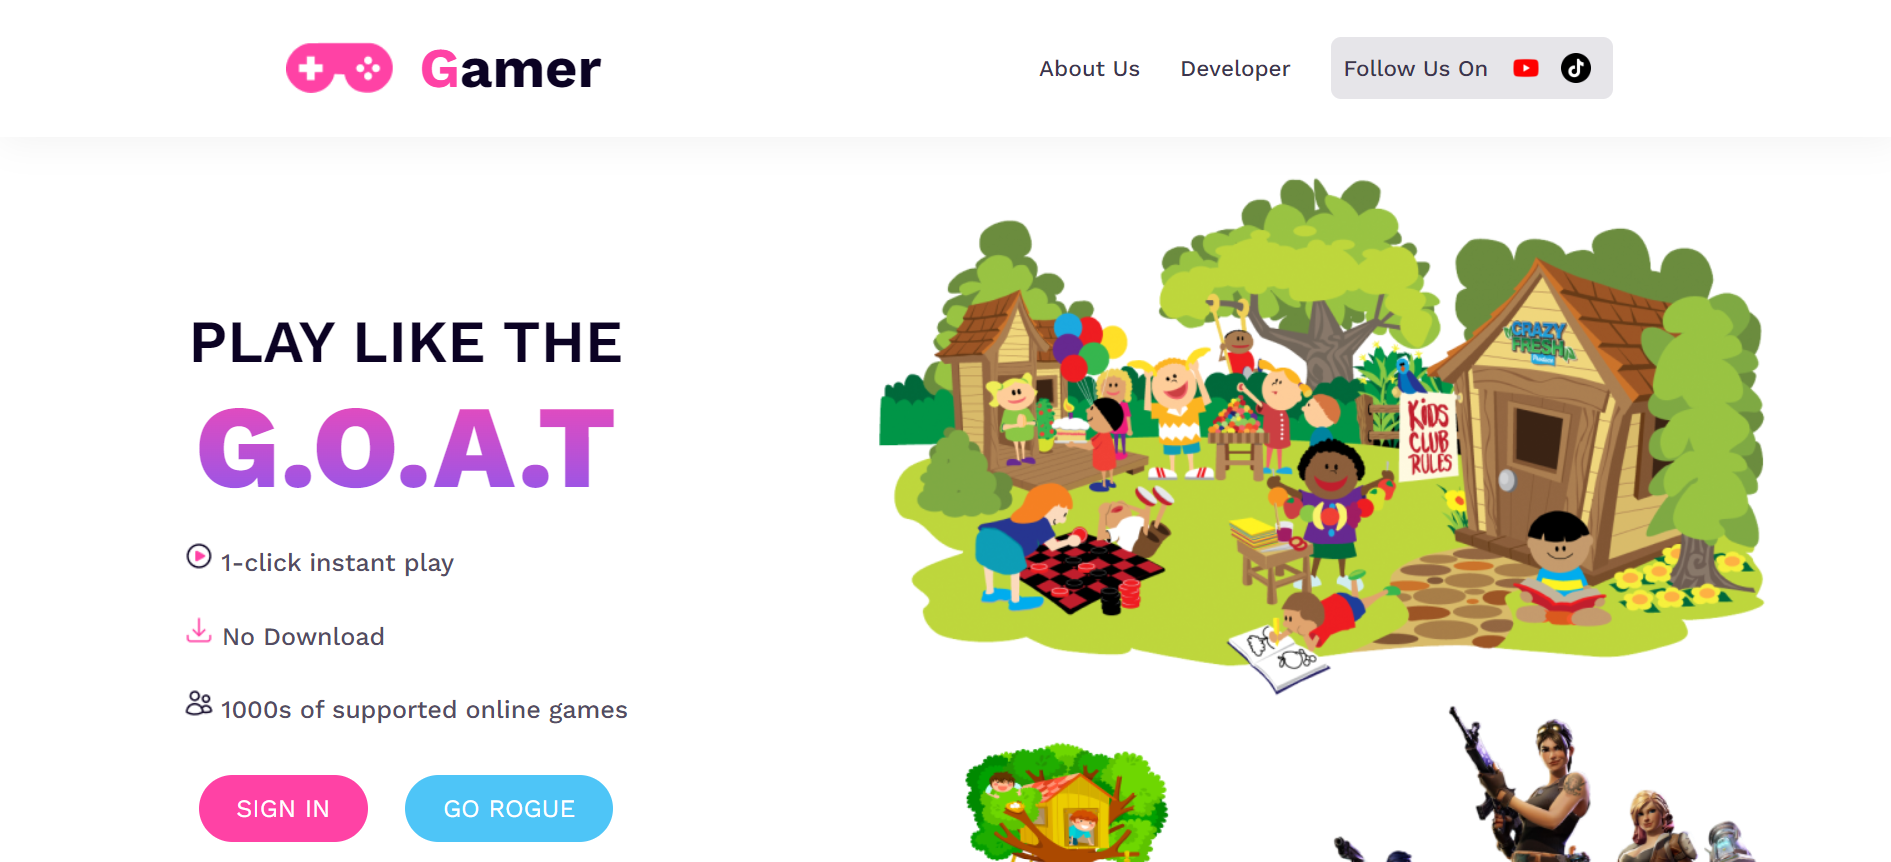 Gamer
About Us
Developer
Follow Us On
PLAY LIKE THE
G.O.A.T
1-click instant play
No Download
1000s of supported online games
SIGN IN
GO ROGUE
CRAZY
FRESH
Produce
KIDS
CLUB
RULES